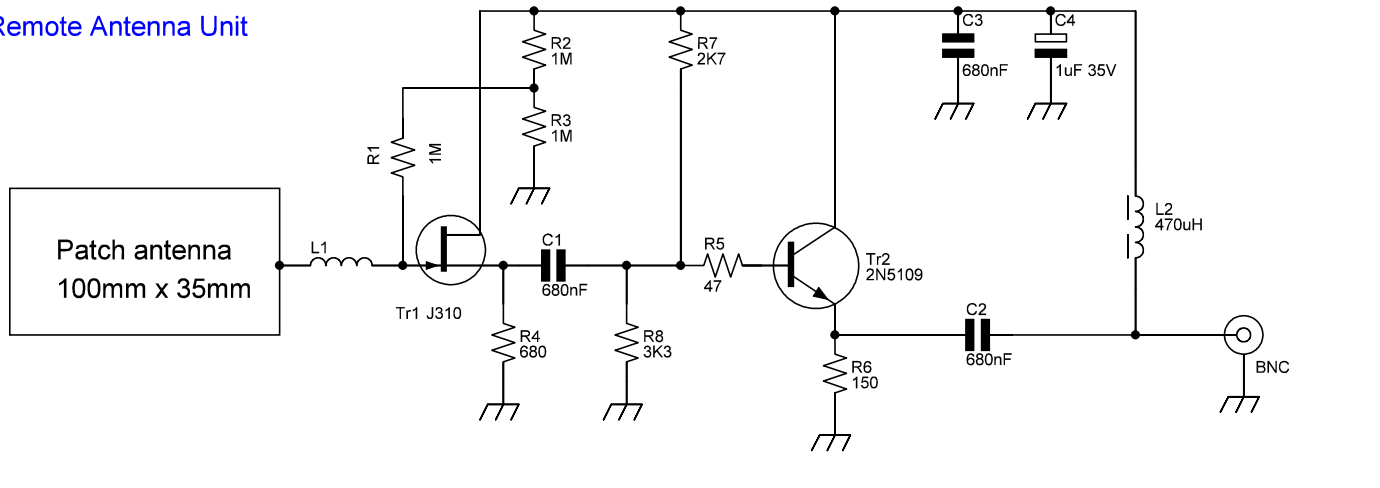 Remote Antenna Unit
C3
C4
R2
1M
R7
2K7
680nF
1uF 35V
R3
1M
R1
1M
L2
470uH
Patch antenna
100mm x 35mm
L1
C1
680nF
R5
47
Tr2
2N5109
Tr1 J310
C2
680nF
R4
680
R8
3K3
R6
150
BNC